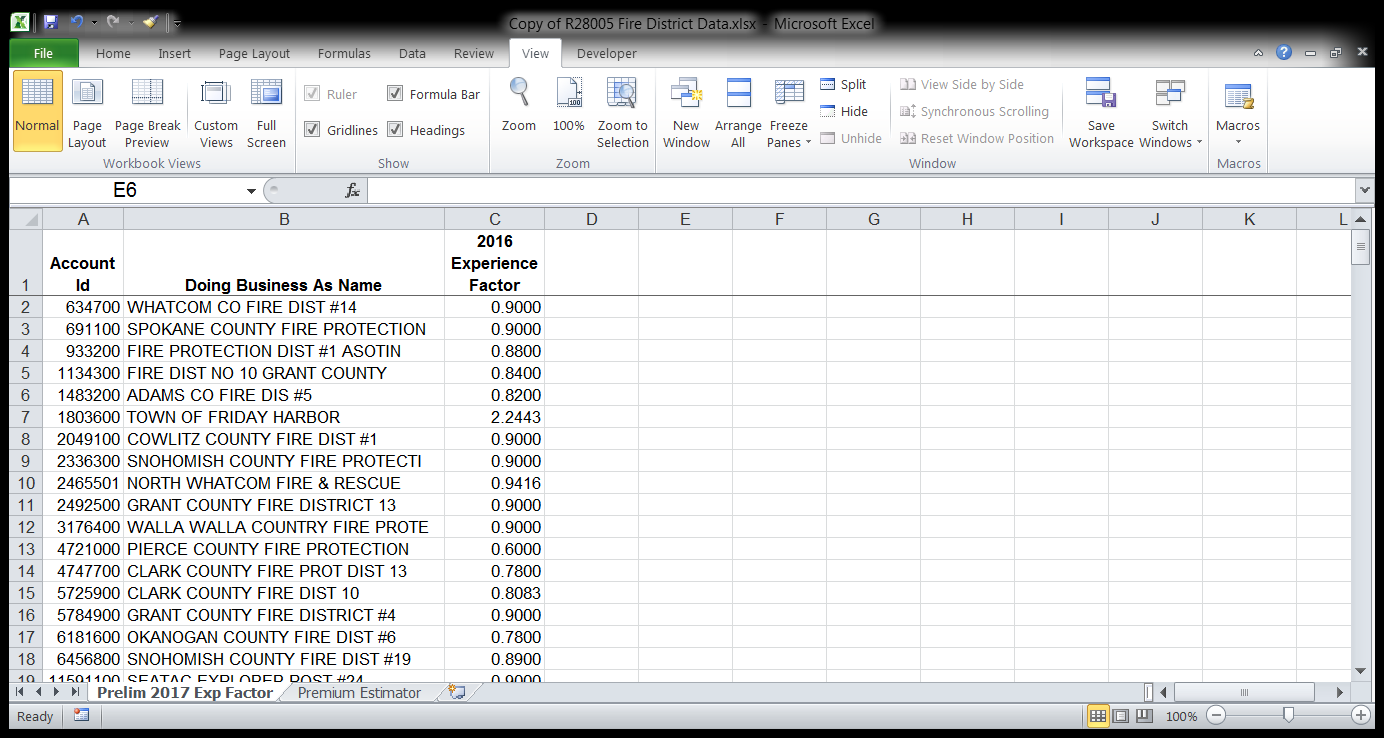 Copy of R28005 Fire District Data.xlsx - Microsoft Excel
File Home Insert Page Layout Formulas Data Review View Developer
Normal Page Layout Page Break Preview Custom Views Full Screen
Workbook Views
Ruler Formula Bar
Gridlines Headings
Show
Zoom 100% Zoom to Selection
Zoom
New Window Arrange All Freeze Panes Split Hide Unhide
View Side by Side
Synchronous Scrolling
Reset Window Position
Save Workspace Switch Windows
Window
Macros
Macros
E6 fx
A B C D E F G H I J K L
1 Account Id Doing Business As Name 2016 Experience Factor
2 634700 WHATCOM CO FIRE DIST #14 0.9000
3 691100 SPOKANE COUNTY FIRE PROTECTION 0.9000
4 933200 FIRE PROTECTION DIST #1 ASOTIN 0.8800
5 1134300 FIRE DIST NO 10 GRANT COUNTY 0.8400
6 1483200 ADAMS CO FIRE DIS #5 0.8200
7 1803600 TOWN OF FRIDAY HARBOR 2.2443
8 2049100 COWLITZ COUNTY FIRE DIST #1 0.9000
9 2336300 SNOHOMISH COUNTY FIRE PROTECTI 0.9000
10 2465501 NORTH WHATCOM FIRE & RESCUE 0.9416
11 2492500 GRANT COUNTY FIRE DISTRICT 13 0.9000
12 3176400 WALLA WALLA COUNTRY FIRE PROTE 0.9000
13 4721000 PIERCE COUNTY FIRE PROTECTION 0.6000
14 4747700 CLARK COUNTY FIRE PROT DIST 13 0.7800
15 5725900 CLARK COUNTY FIRE DIST 10 0.8083
16 5784900 GRANT COUNTY FIRE DISTRICT #4 0.9000
17 6181600 OKANOGAN COUNTY FIRE DIST #6 0.7800
18 6456800 SNOHOMISH COUNTY FIRE DIST #19 0.8900
19 11591100 SEATAC EXPLORER POST #24 0.9000
Prelim 2017 Exp Factor Premium Estimator
Ready 100%